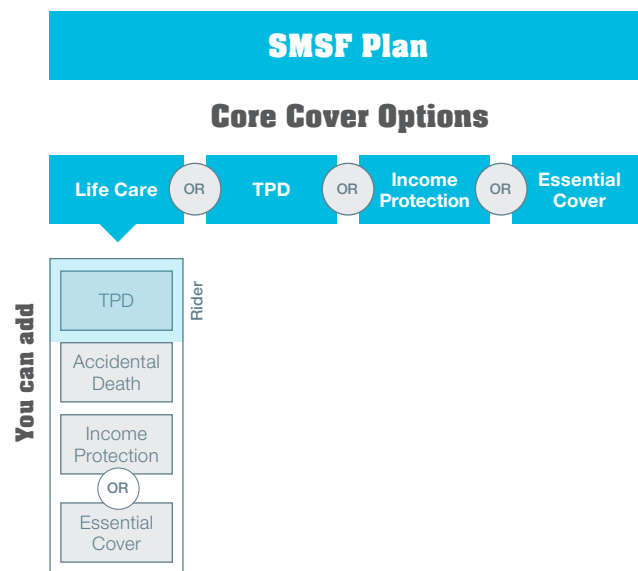 SMSF Plan
Core Cover Options
Life Care
OR
TPD
OR
Income
Protection
OR
Essential
Cover
You can add
TPD
Rider
Accidental
Death
Income
Protection
OR
Essential
Cover